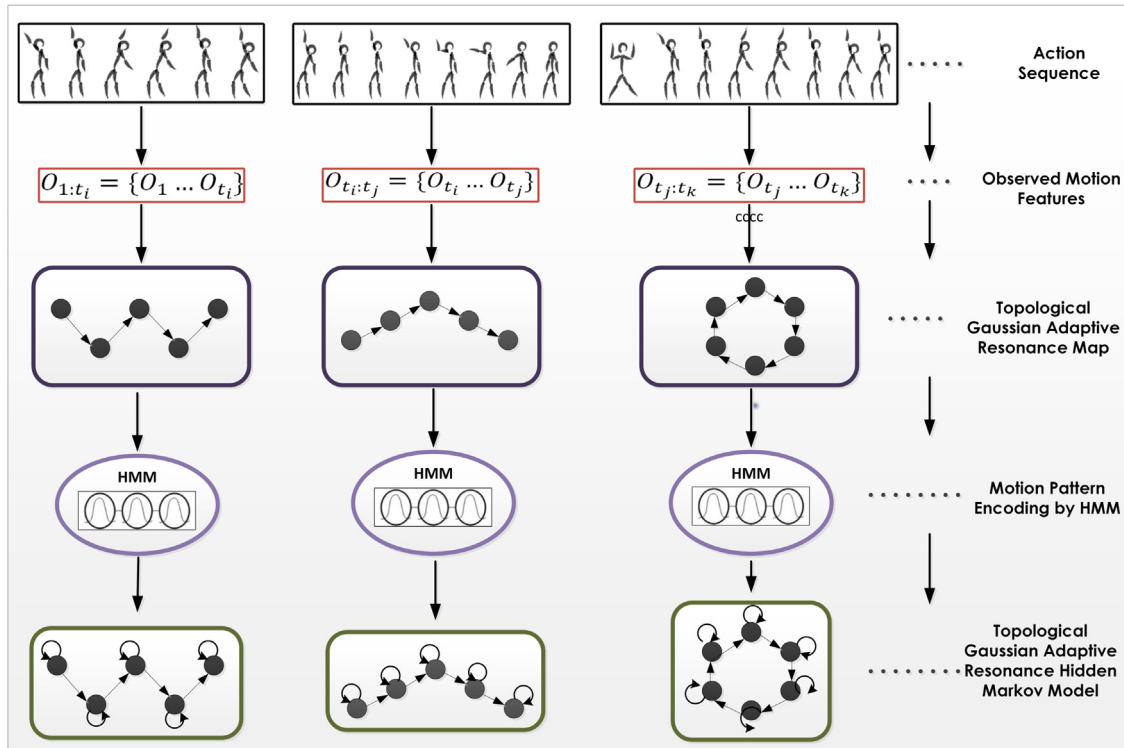 Action
Sequence
O_{1:t_i} = {O_1 … O_{t_i}}
O_{t_i:t_j} = {O_{t_i} … O_{t_j}}
O_{t_j:t_k} = {O_{t_j} … O_{t_k}}
cccc
Observed Motion
Features
Topological
Gaussian Adaptive
Resonance Map
HMM
HMM
HMM
Motion Pattern
Encoding by HMM
Topological
Gaussian Adaptive
Resonance Hidden
Markov Model